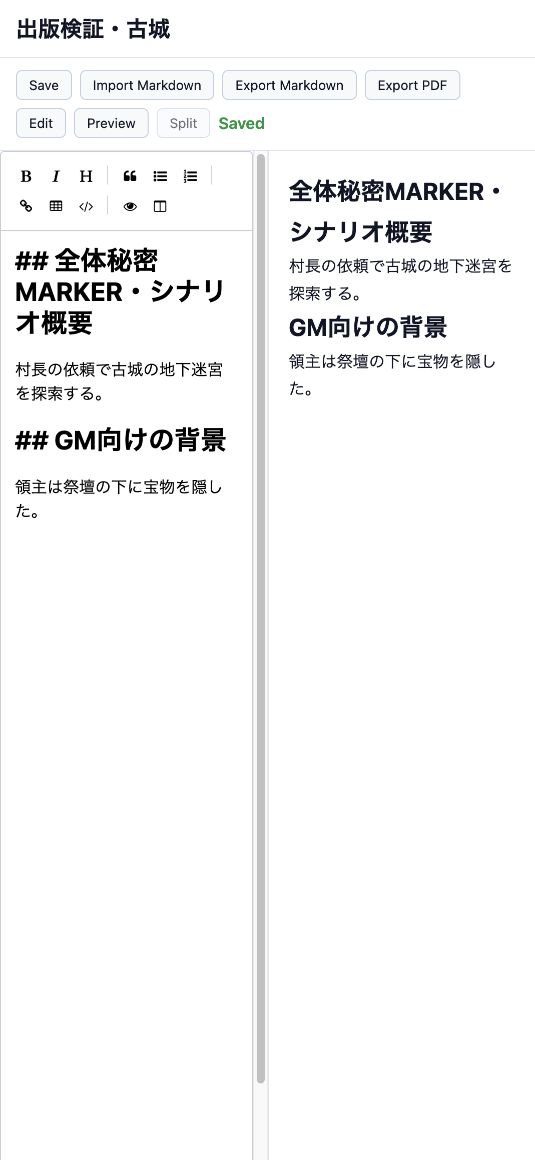 出版検証・古城
Save
Import Markdown
Export Markdown
Export PDF
Edit
Preview
Split
Saved
B
I
H
## 全体秘密
MARKER・シナリ
オ概要
村長の依頼で古城の地下迷宮
を探索する。
## GM向けの背景
領主は祭壇の下に宝物を隠し
た。
全体秘密MARKER・
シナリオ概要
村長の依頼で古城の地下迷宮を
探索する。
GM向けの背景
領主は祭壇の下に宝物を隠し
た。